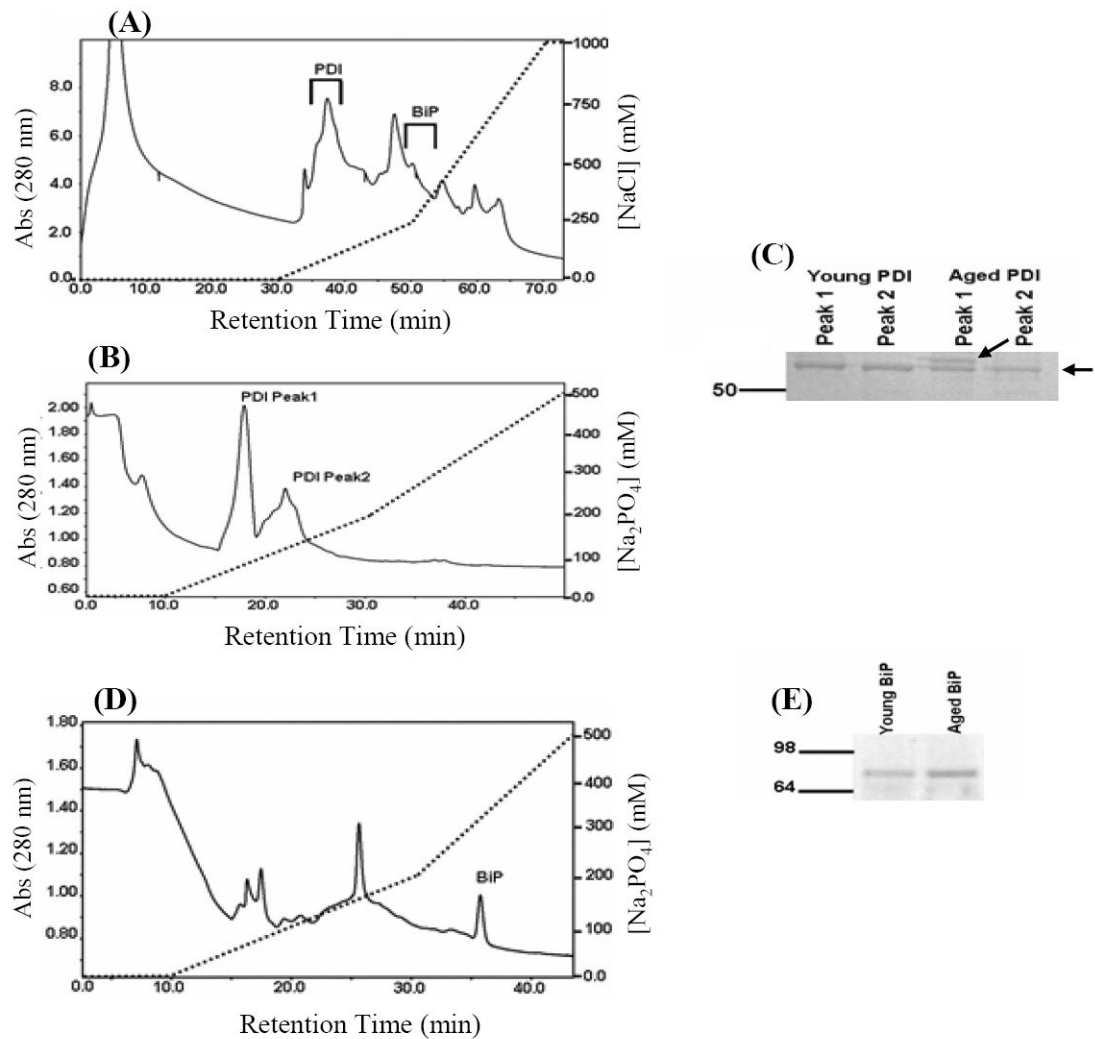 (A)
Abs (280 nm)
8.0
6.0
4.0
2.0
0.0
PDI
BiP
1000
750
500
250
0.0
[NaCl] (mM)
0.0 10.0 20.0 30.0 40.0 50.0 60.0 70.0
Retention Time (min)
(B)
Abs (280 nm)
2.00
1.80
1.60
1.40
1.20
1.00
0.80
0.60
PDI Peak1
PDI Peak2
500
400
300
200
100
0.0
[Na₂PO₄] (mM)
0.0 10.0 20.0 30.0 40.0
Retention Time (min)
(C)
Young PDI Aged PDI
Peak 1 Peak 2 Peak 1 Peak 2
50
(D)
Abs (280 nm)
1.80
1.60
1.40
1.20
1.00
0.80
BiP
500
400
300
200
100
0.0
[Na₂PO₄] (mM)
0.0 10.0 20.0 30.0 40.0
Retention Time (min)
(E)
Young BiP Aged BiP
98
64